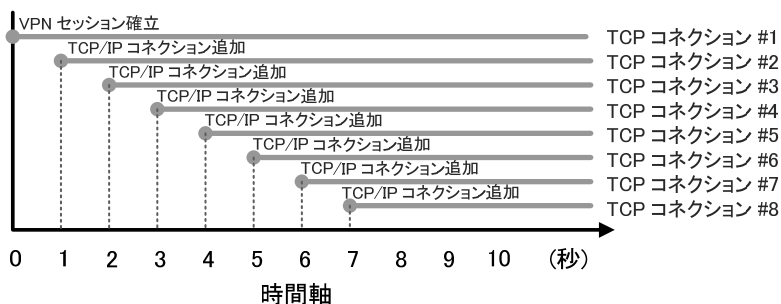 VPN セッション確立
TCP コネクション #1
TCP/IP コネクション追加
TCP コネクション #2
TCP/IP コネクション追加
TCP コネクション #3
TCP/IP コネクション追加
TCP コネクション #4
TCP/IP コネクション追加
TCP コネクション #5
TCP/IP コネクション追加
TCP コネクション #6
TCP/IP コネクション追加
TCP コネクション #7
TCP/IP コネクション追加
TCP コネクション #8
0 1 2 3 4 5 6 7 8 9 10 (秒)
時間軸